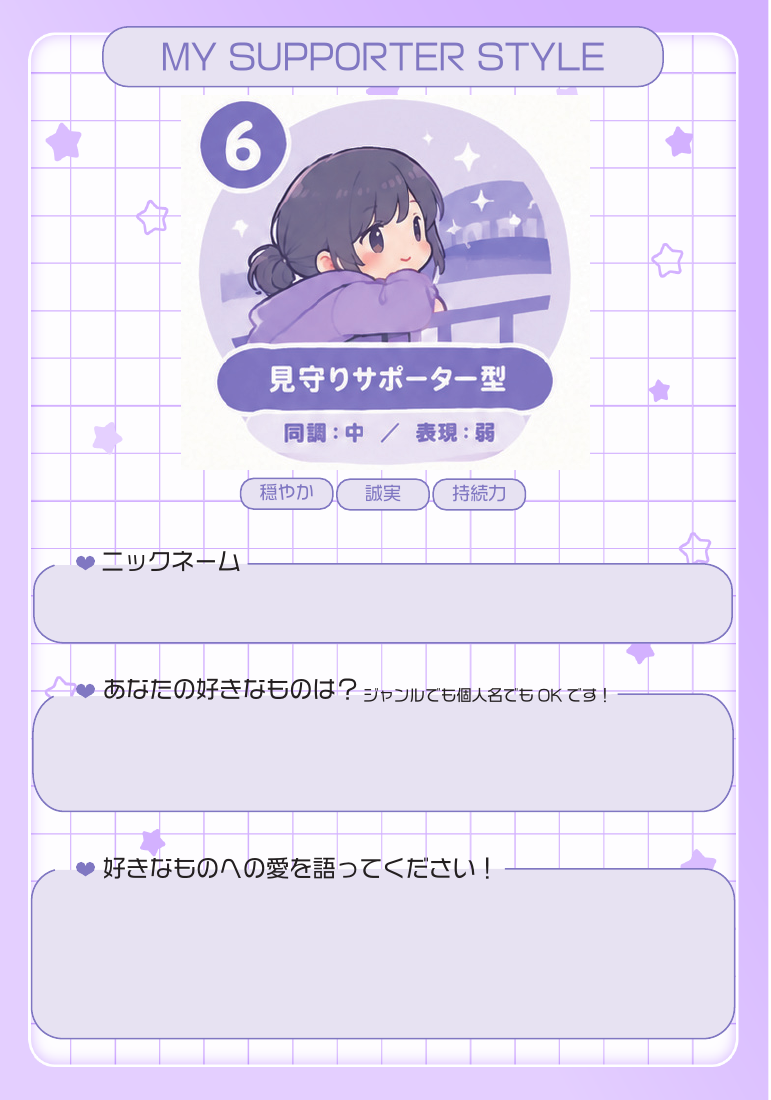 MY SUPPORTER STYLE
6
見守りサポーター型
同調：中 ／ 表現：弱
穏やか 誠実 持続力
ニックネーム
あなたの好きなものは？ ジャンルでも個人名でも OK です！
好きなものへの愛を語ってください！